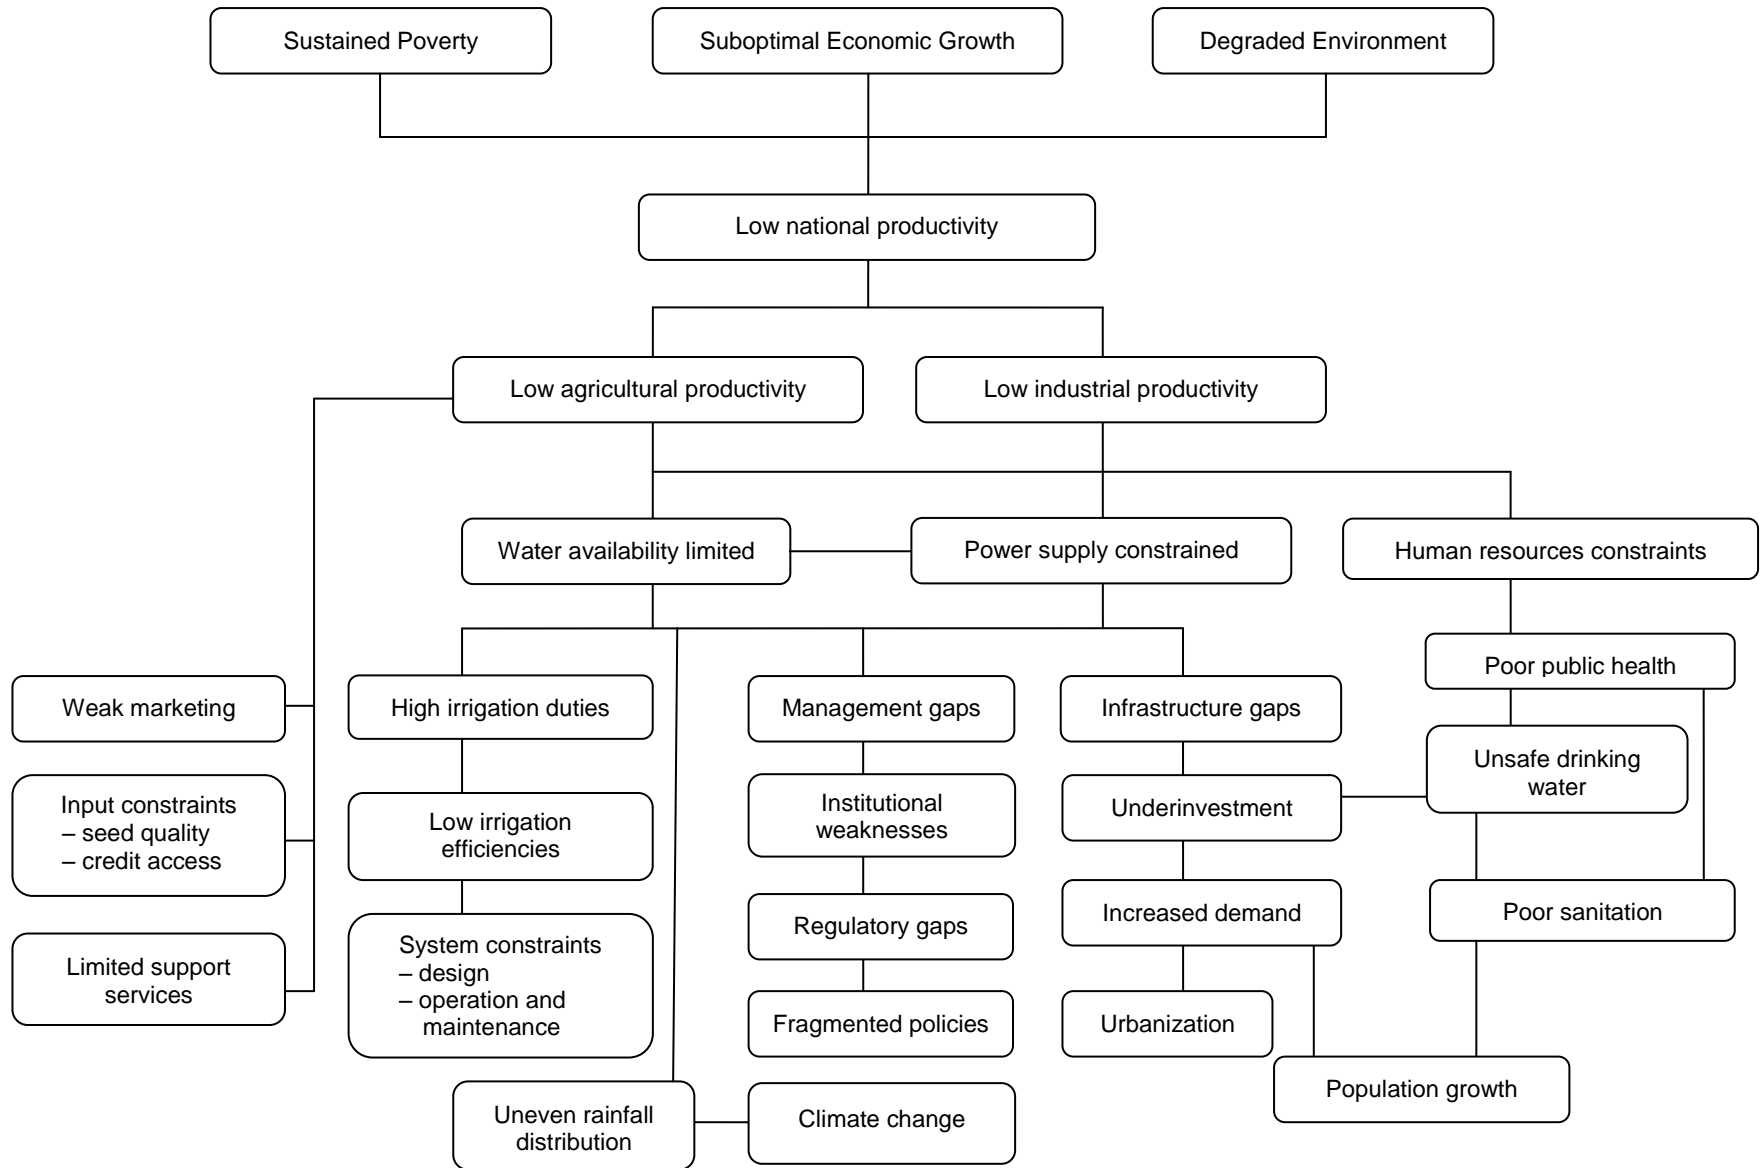 Sustained Poverty
Suboptimal Economic Growth
Degraded Environment
Low national productivity
Low agricultural productivity
Low industrial productivity
Water availability limited
Power supply constrained
Human resources constraints
Poor public health
Weak marketing
High irrigation duties
Management gaps
Infrastructure gaps
Unsafe drinking
water
Input constraints
– seed quality
– credit access
Low irrigation
efficiencies
Institutional
weaknesses
Underinvestment
Limited support
services
System constraints
– design
– operation and
maintenance
Regulatory gaps
Increased demand
Poor sanitation
Fragmented policies
Urbanization
Population growth
Uneven rainfall
distribution
Climate change